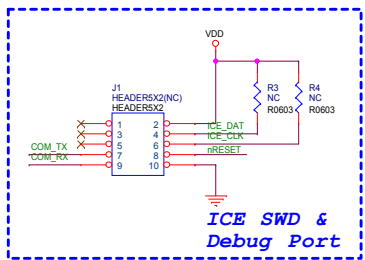 VDD
J1
HEADER5X2(NC)
HEADER5X2
R3
NC
R0603
R4
NC
R0603
1 2
3 4
5 6
7 8
9 10
ICE_DAT
ICE_CLK
COM_TX
nRESET
COM_RX
ICE SWD &
Debug Port